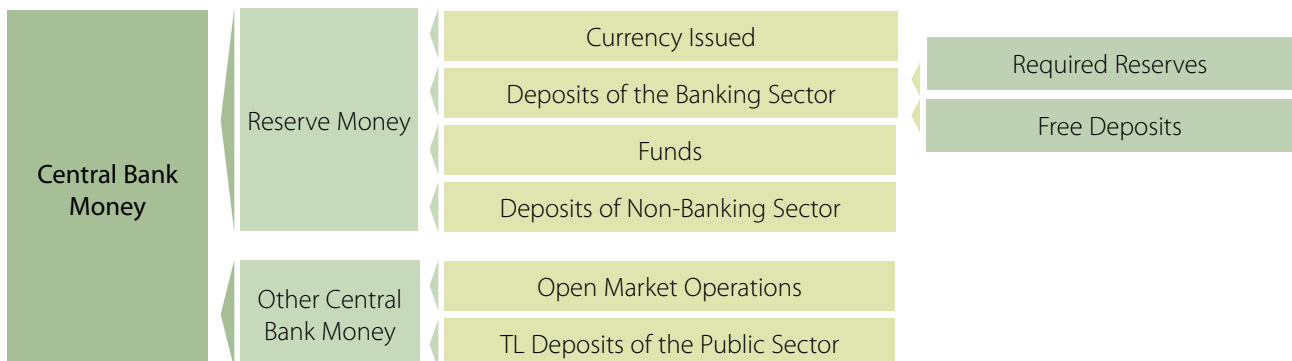 Central Bank
Money
Reserve Money
Currency Issued
Deposits of the Banking Sector
Required Reserves
Free Deposits
Funds
Deposits of Non-Banking Sector
Other Central
Bank Money
Open Market Operations
TL Deposits of the Public Sector